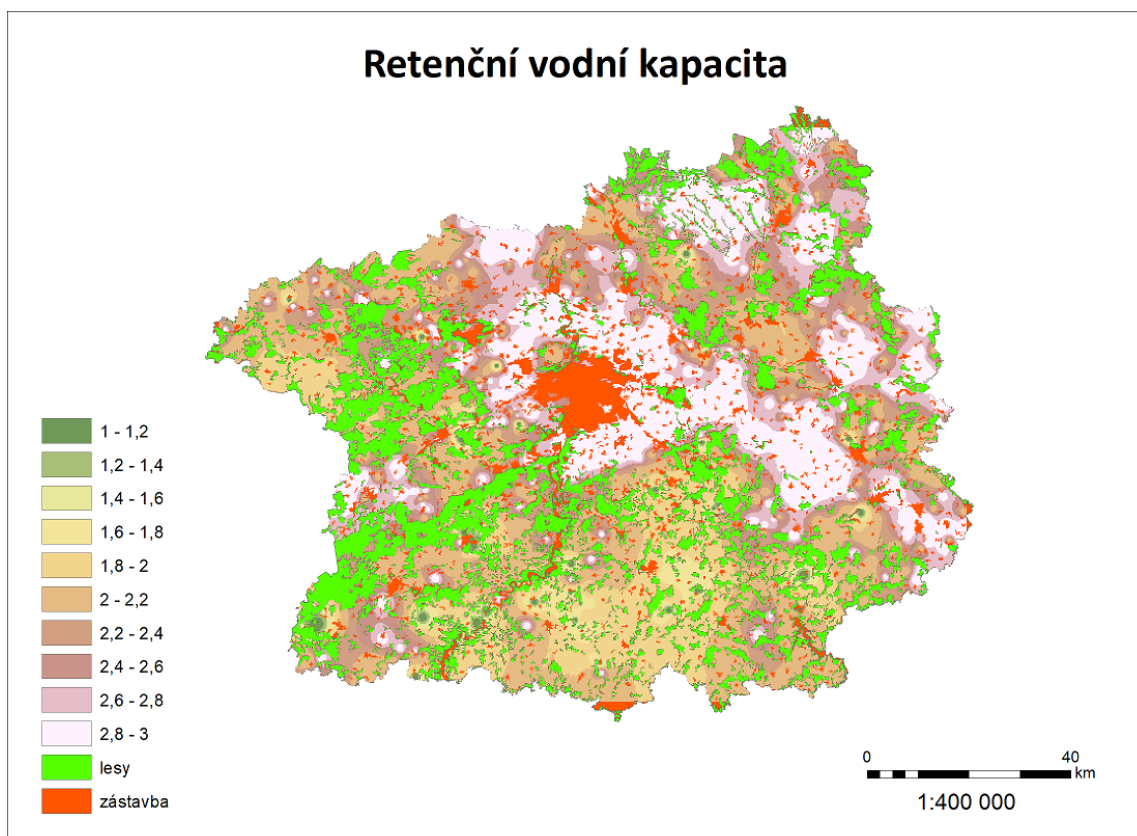 Retenční vodní kapacita
1 - 1,2
1,2 - 1,4
1,4 - 1,6
1,6 - 1,8
1,8 - 2
2 - 2,2
2,2 - 2,4
2,4 - 2,6
2,6 - 2,8
2,8 - 3
lesy
zástavba
0 40
km
1:400 000